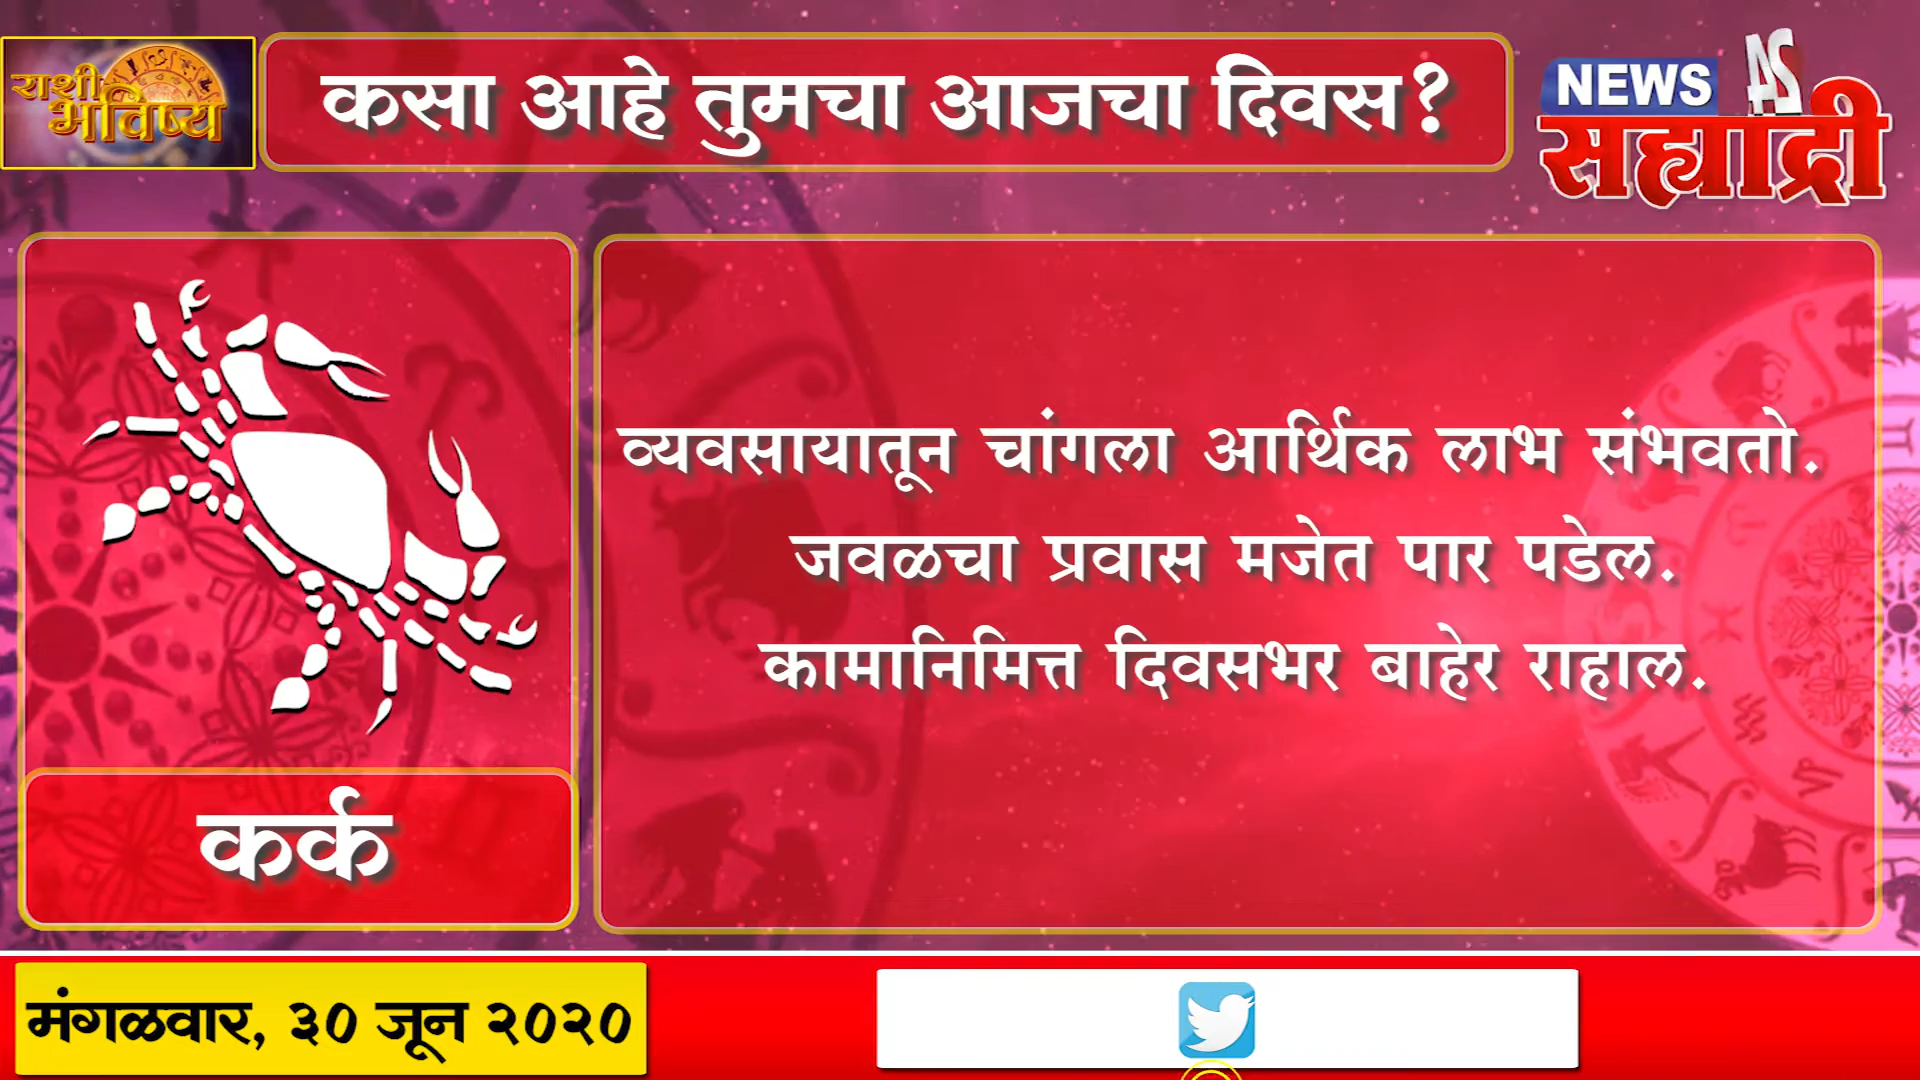 राशी
भविष्य
कसा आहे तुमचा आजचा दिवस?
NEWS
AS
सह्याद्री
व्यवसायातून चांगला आर्थिक लाभ संभवतो.
जवळचा प्रवास मजेत पार पडेल.
कामानिमित्त दिवसभर बाहेर राहाल.
कर्क
मंगळवार, ३० जून २०२०